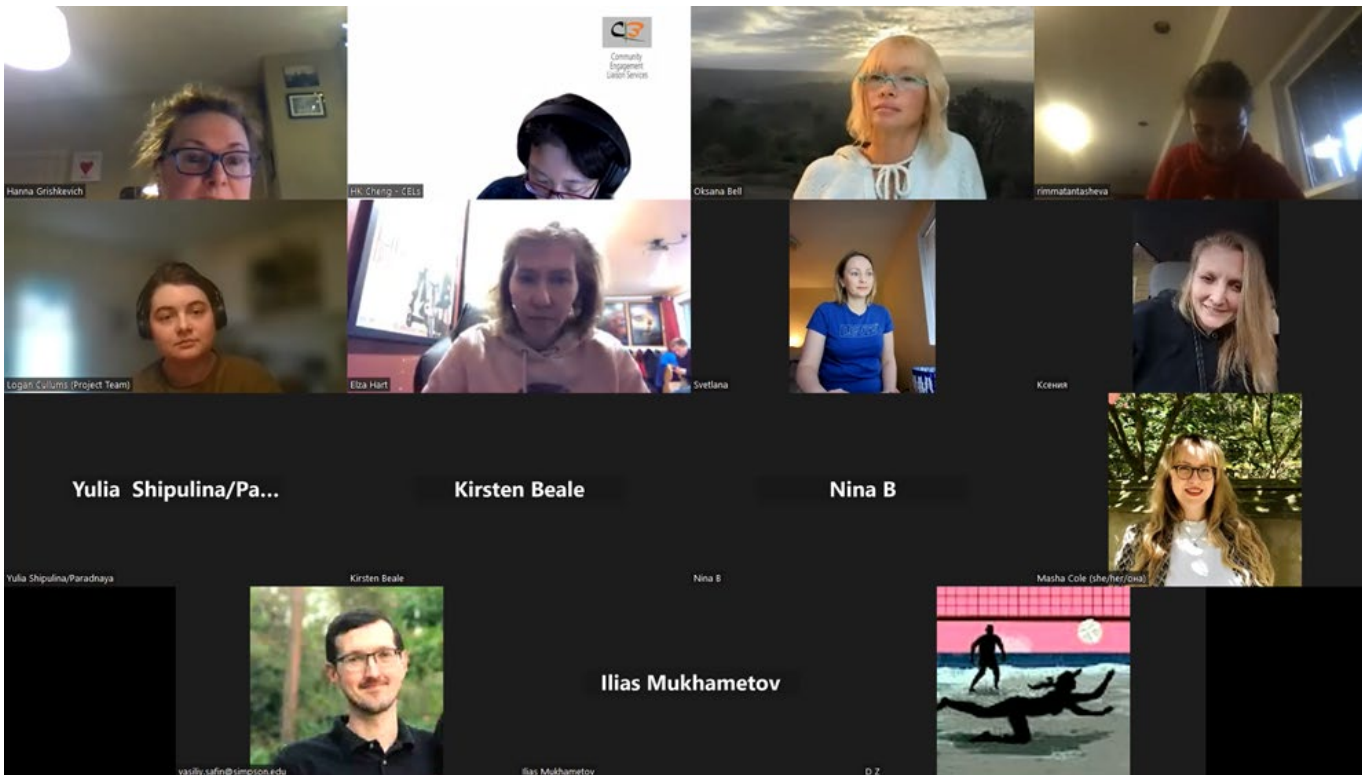 Community
Engagement
Liaison Services
Hanna Grishkevich
HK Cheng - CELs
Oksana Bell
rimmatantasheva
Logan Cullums (Project Team)
Elza Hart
Svetlana
Ксения
Yulia Shipulina/Pa...
Kirsten Beale
Nina B
Yulia Shipulina/Paradnaya
Kirsten Beale
Nina B
Masha Cole (she/her/она)
Ilias Mukhametov
vasiliy.safin@simpson.edu
Ilias Mukhametov
D Z